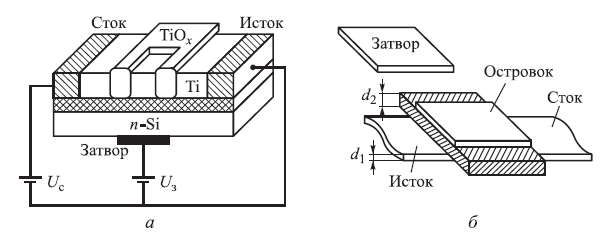 Сток
TiOx
Исток
Ti
n-Si
Затвор
Uс
Uз
а
Затвор
Островок
d2
Сток
d1
Исток
б